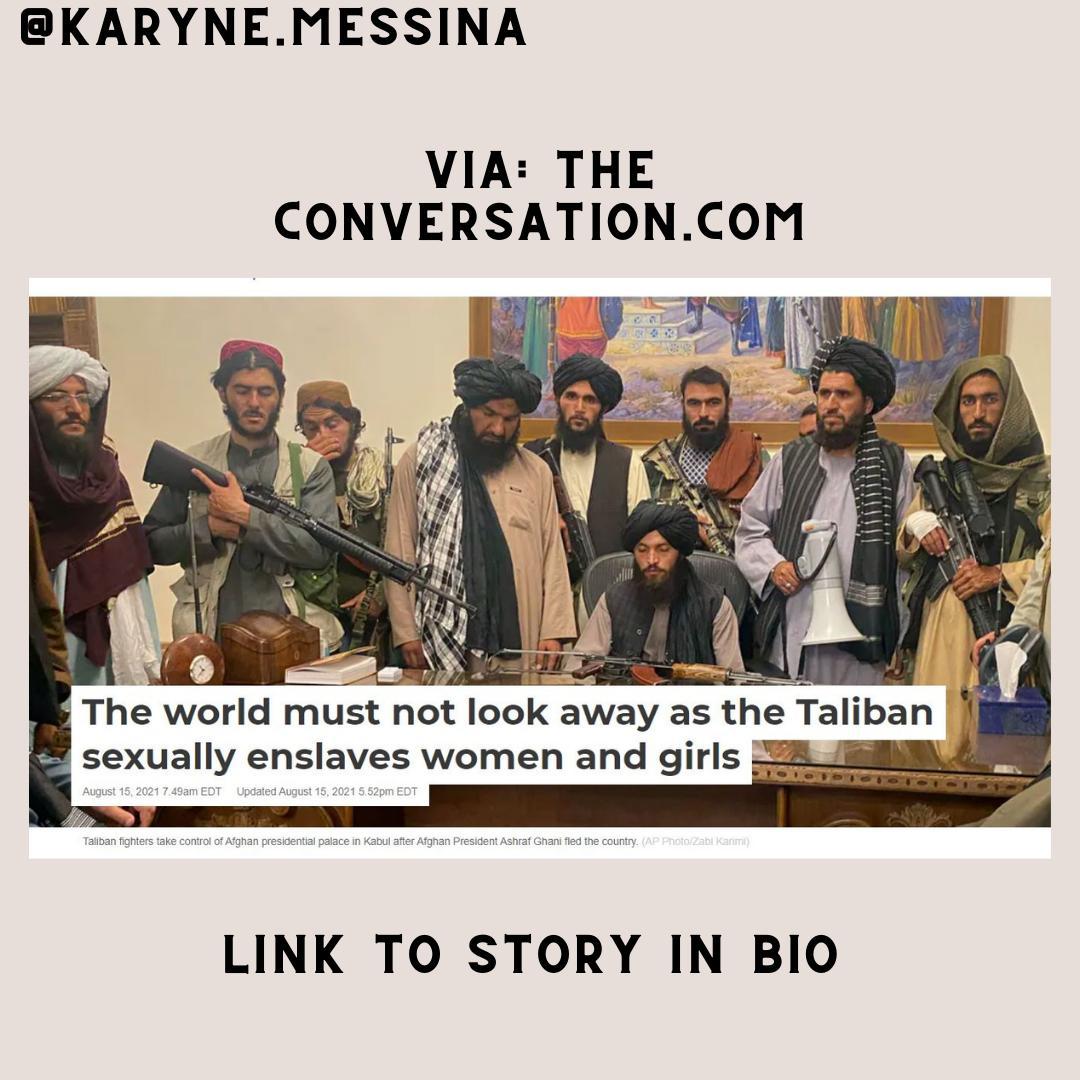 @KARYNE.MESSINA
VIA: THE
CONVERSATION.COM
The world must not look away as the Taliban
sexually enslaves women and girls
August 15, 2021 7.49am EDT Updated August 15, 2021 5.52pm EDT
Taliban fighters take control of Afghan presidential palace in Kabul after Afghan President Ashraf Ghani fled the country. (AP Photo/Zabi Karimi)
LINK TO STORY IN BIO